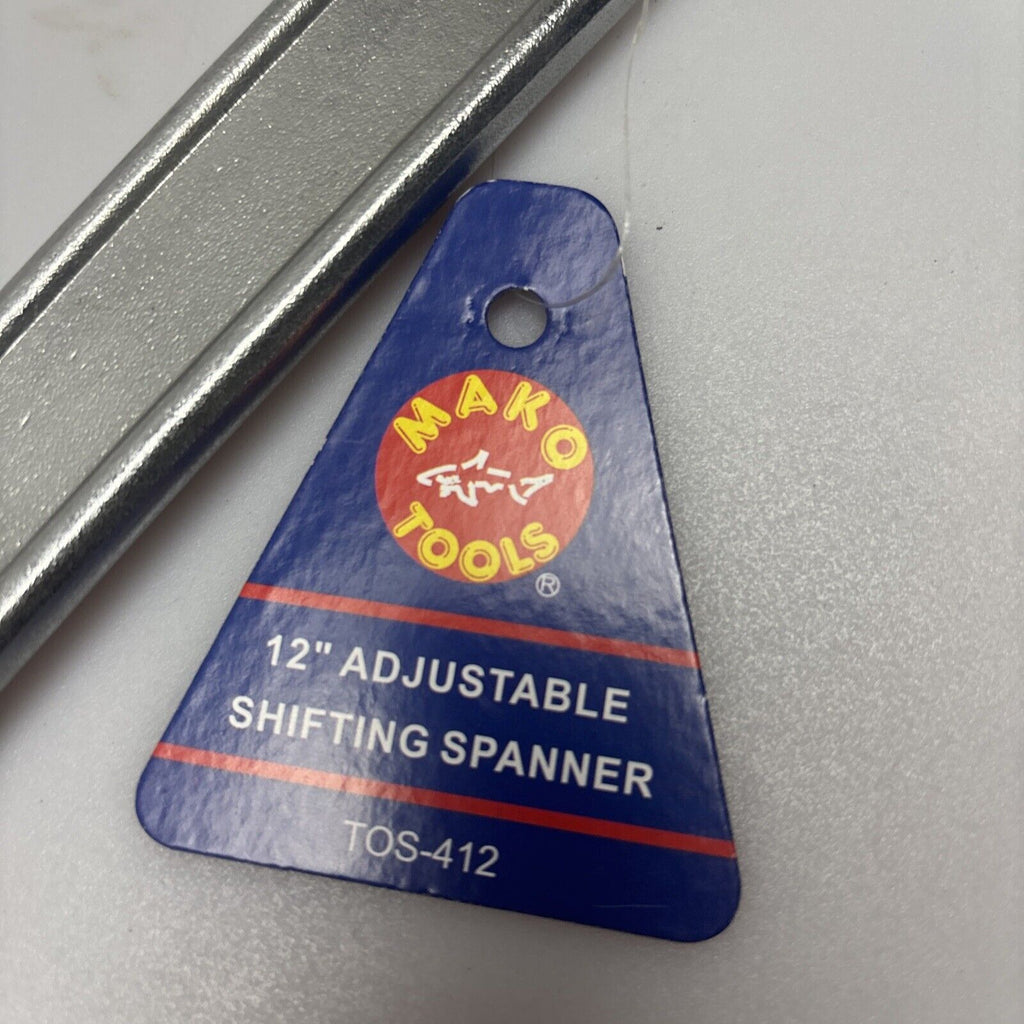 MAKO
TOOLS
®
12" ADJUSTABLE
SHIFTING SPANNER
TOS-412